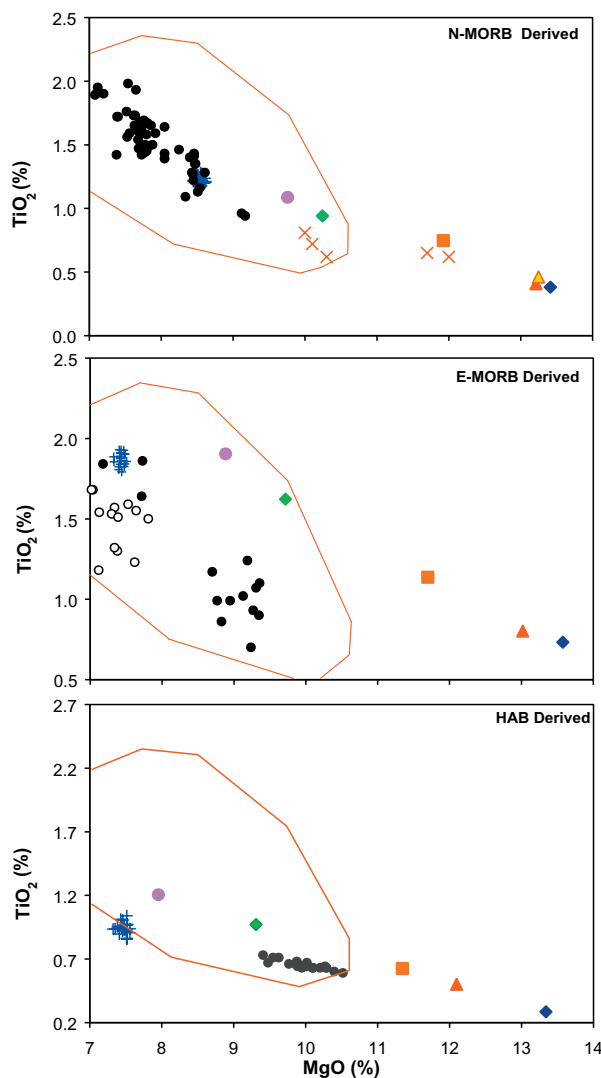 N-MORB Derived
TiO2 (%)
2.5
2.0
1.5
1.0
0.5
0.0
E-MORB Derived
TiO2 (%)
2.5
2.0
1.5
1.0
0.5
HAB Derived
TiO2 (%)
2.7
2.2
1.7
1.2
0.7
0.2
7 8 9 10 11 12 13 14
MgO (%)